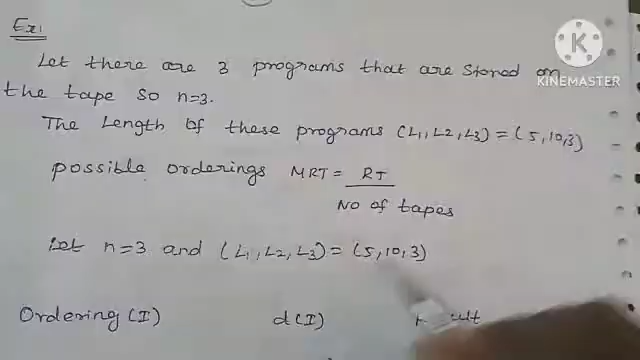 Ex:
Let there are 3 programs that are stored on
the tape so n=3.
The Length of these programs (L1, L2, L3) = (5, 10, 3)
possible orderings MRT = RT
No of tapes
Let n=3 and (L1, L2, L3) = (5, 10, 3)
Ordering (I) d(I)
K
KINEMASTER